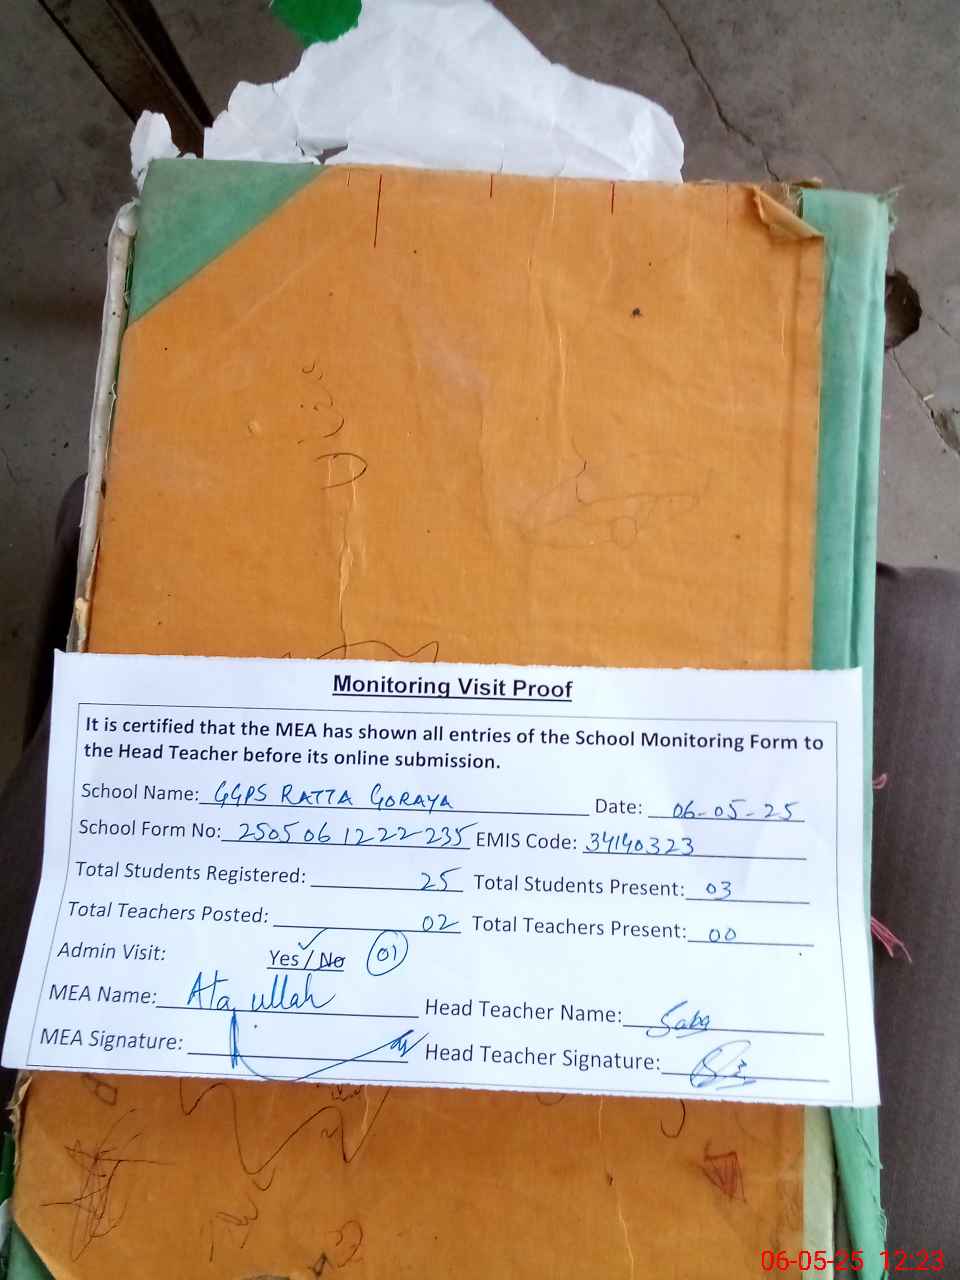 Monitoring Visit Proof
It is certified that the MEA has shown all entries of the School Monitoring Form to
the Head Teacher before its online submission.
School Name: GGPS RATTA GORAYA Date: 06-05-25
School Form No: 250506 1222-235 EMIS Code: 34140323
Total Students Registered: 25 Total Students Present: 03
Total Teachers Posted: 02 Total Teachers Present: 00
Admin Visit: Yes / No 01
MEA Name: Ata ullah Head Teacher Name: Saba
MEA Signature: Head Teacher Signature:
06-05-25 12:23